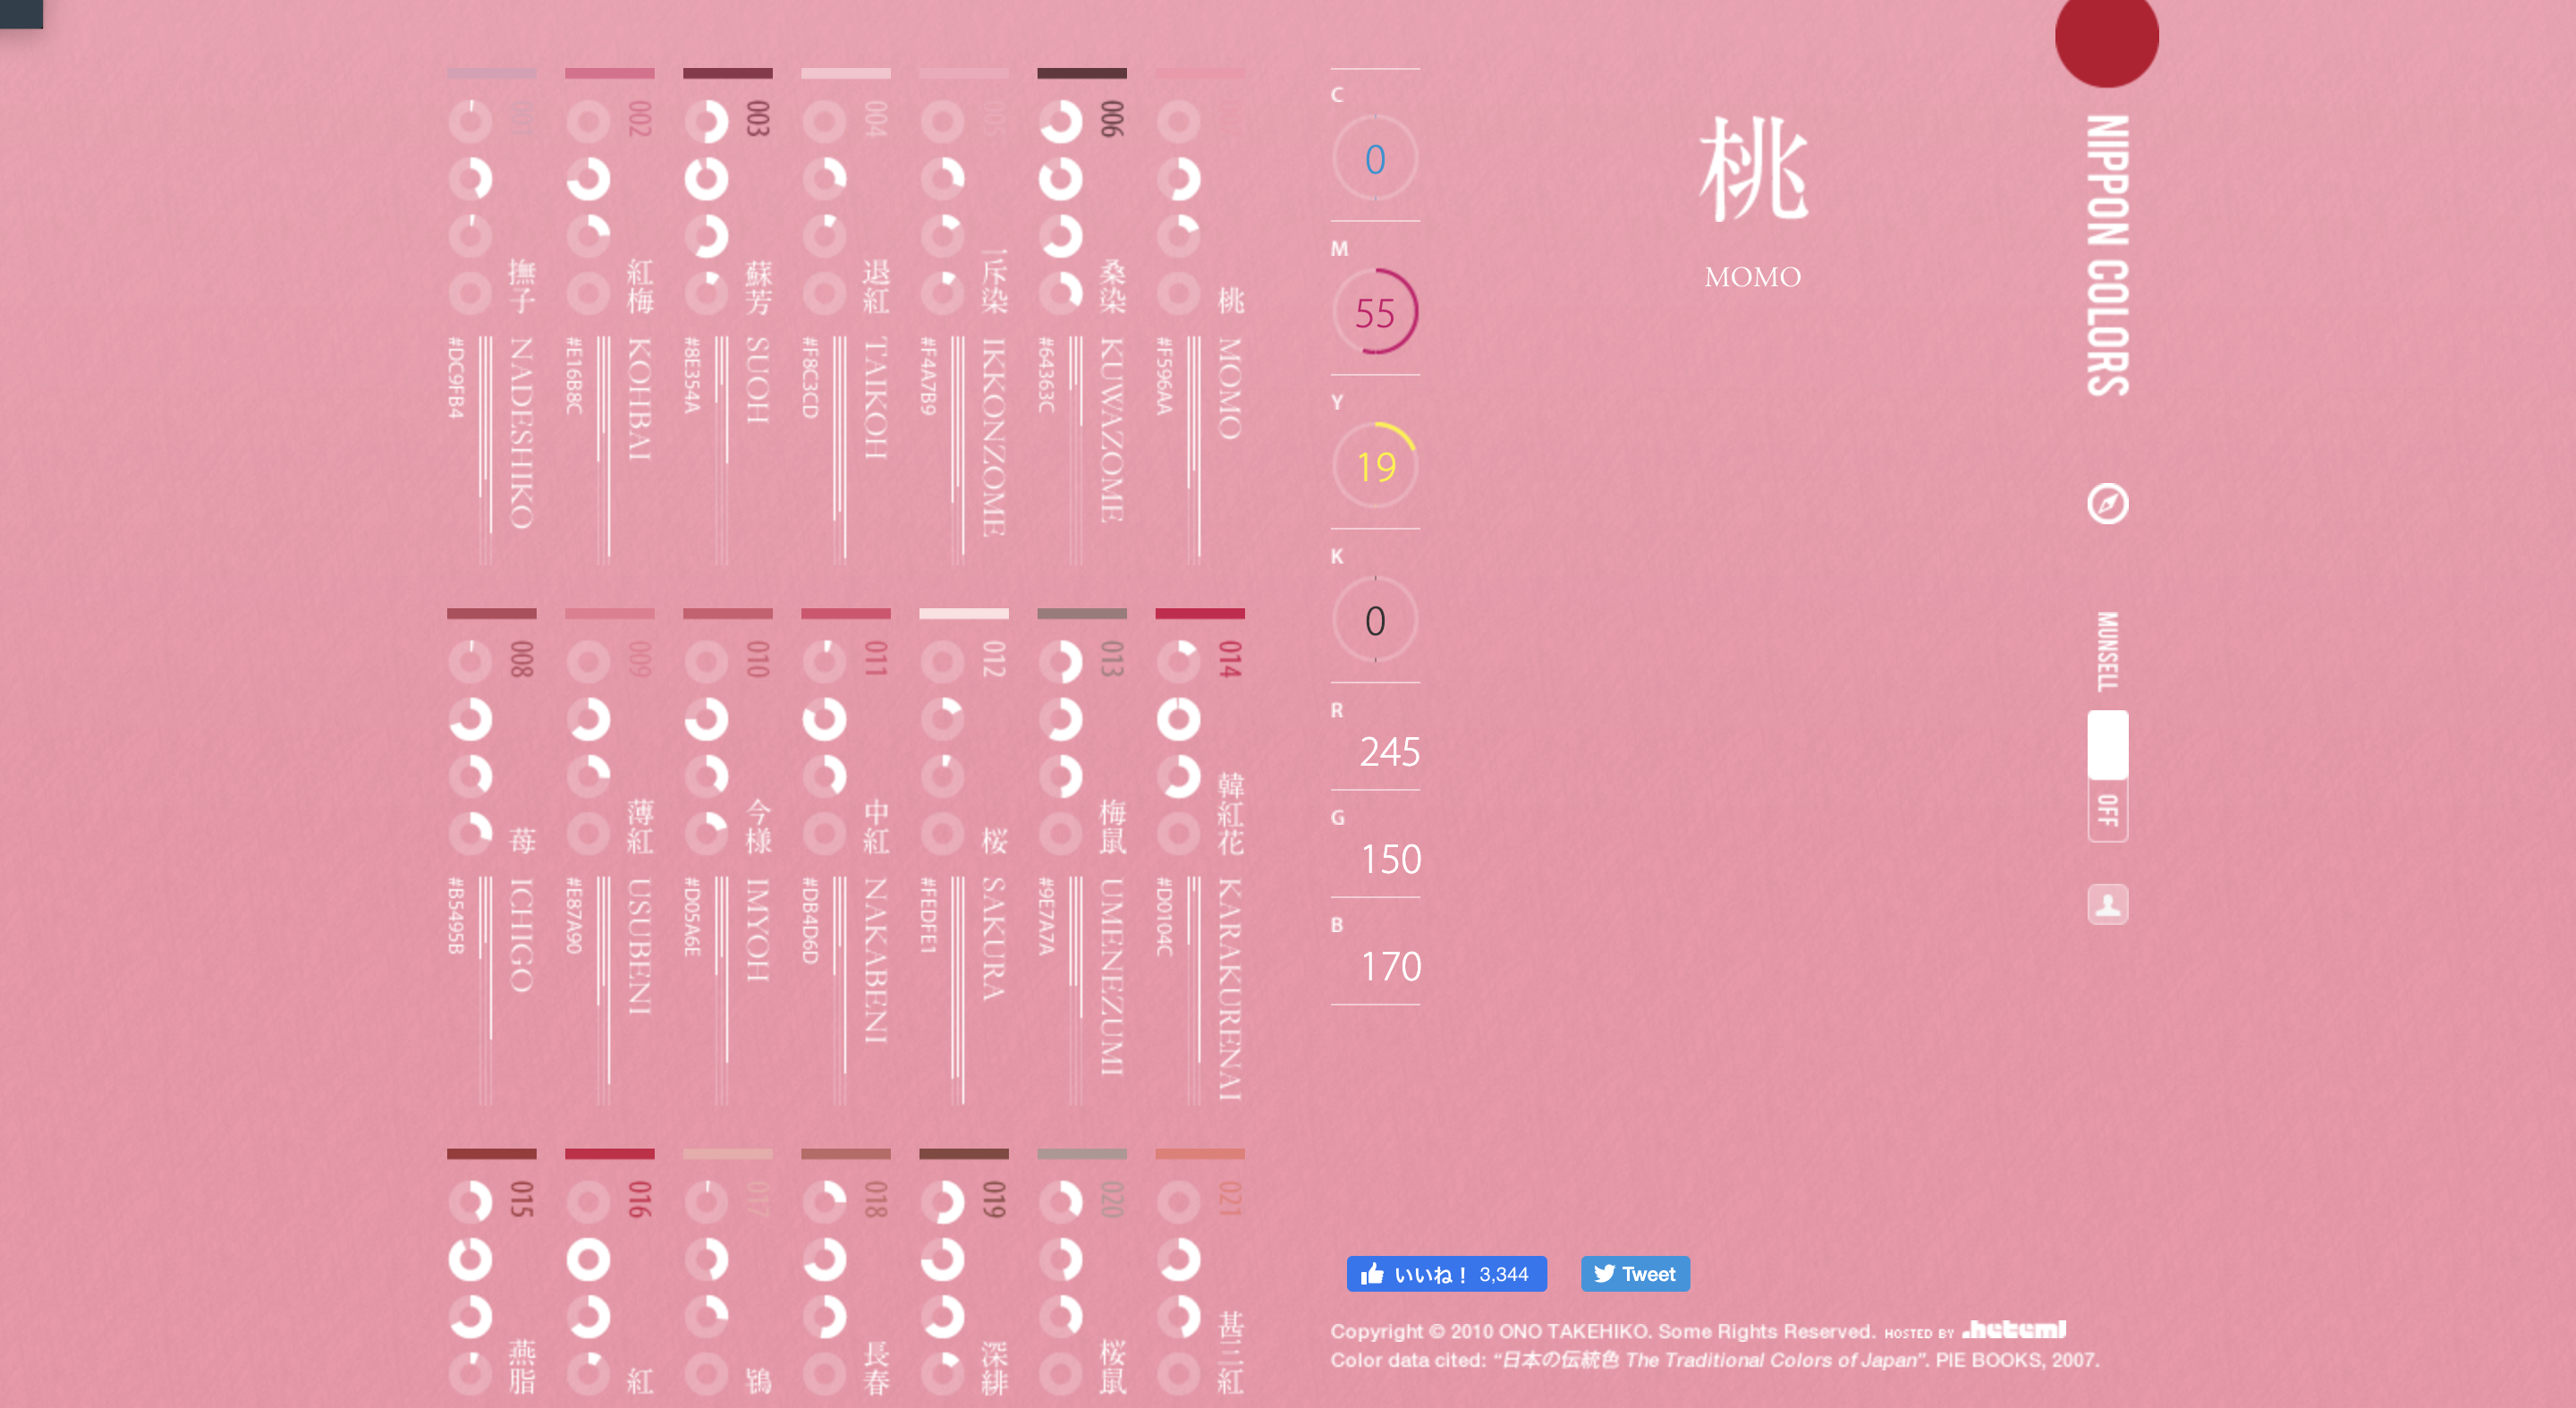 001
撫子
NADESHIKO
#DC9FB4
002
紅梅
KOHBAI
#E16B8C
003
蘇芳
SUOH
#8E354A
004
退紅
TAIKOH
#F8C3CD
005
一斥染
IKKONZOME
#F4A7B9
006
桑染
KUWAZOME
#64363C
桃
MOMO
#F596AA
008
苺
ICHIGO
#B5495B
009
薄紅
USUBENI
#E87A90
010
今様
IMYOH
#D05A6E
011
中紅
NAKABENI
#DB4D6D
012
桜
SAKURA
#FEDFE1
013
梅鼠
UMENEZUMI
#9E7A7A
014
韓紅花
KARAKURENAI
#D0104C
015
燕脂
016
紅
017
鴇
018
長春
019
深緋
020
桜鼠
021
甚三紅
C
0
M
55
Y
19
K
0
R
245
G
150
B
170
桃
MOMO
NIPPON COLORS
MUNSELL
OFF
いいね！ 3,344
Tweet
Copyright © 2010 ONO TAKEHIKO. Some Rights Reserved. HOSTED BY .heteml
Color data cited: “日本の伝統色 The Traditional Colors of Japan”. PIE BOOKS, 2007.